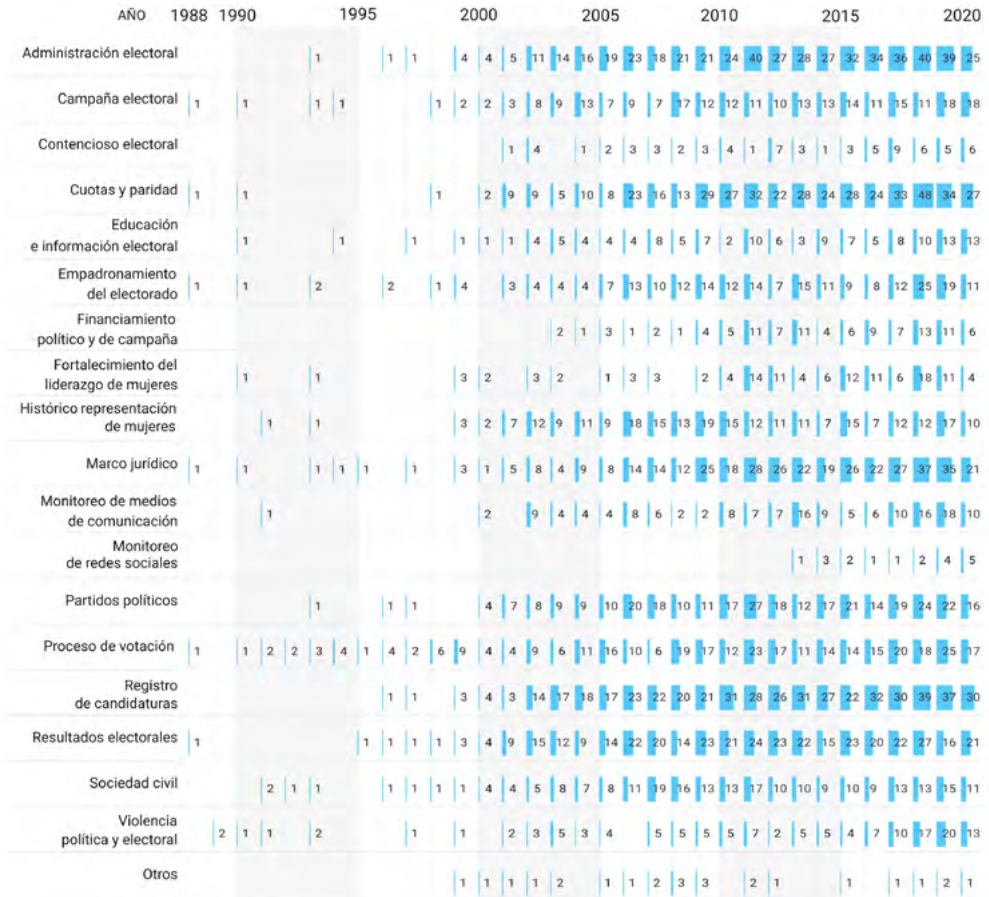 AÑO 1988 1990 1995 2000 2005 2010 2015 2020
Administración electoral 1 1 1 4 4 5 11 14 16 19 23 18 21 21 24 40 27 28 27 32 34 36 40 39 25
Campaña electoral 1 1 1 1 1 2 2 3 8 9 13 7 9 7 17 12 12 11 10 13 13 14 11 15 11 18 18
Contencioso electoral 1 4 1 2 3 3 2 3 4 1 7 3 1 3 5 9 6 5 6
Cuotas y paridad 1 1 1 2 9 9 5 10 8 23 16 13 29 27 32 22 28 24 28 24 33 48 34 27
Educación
e información electoral 1 1 1 1 1 1 4 5 4 4 4 8 5 7 2 10 6 3 9 7 5 8 10 13 13
Empadronamiento
del electorado 1 1 2 2 1 4 3 4 4 4 7 13 10 12 14 12 14 7 15 11 9 8 12 25 19 11
Financiamiento
político y de campaña 2 1 3 1 2 1 4 5 11 7 11 4 6 9 7 13 11 6
Fortalecimiento del
liderazgo de mujeres 1 1 3 2 3 2 1 3 3 2 4 14 11 4 6 12 11 6 18 11 4
Histórico representación
de mujeres 1 1 3 2 7 12 9 11 9 18 15 13 19 15 12 11 11 7 15 7 12 12 17 10
Marco jurídico 1 1 1 1 1 1 3 1 5 8 4 9 8 14 14 12 25 18 28 26 22 19 26 22 27 37 35 21
Monitoreo de medios
de comunicación 1 2 9 4 4 4 8 6 2 2 8 7 7 16 9 5 6 10 16 18 10
Monitoreo
de redes sociales 1 3 2 1 1 2 4 5
Partidos políticos 1 1 1 4 7 8 9 9 10 20 18 10 11 17 27 18 12 17 21 14 19 24 22 16
Proceso de votación 1 1 2 2 3 4 1 4 2 6 9 4 4 9 6 11 16 10 6 19 17 12 23 17 11 14 14 15 20 18 25 17
Registro
de candidaturas 1 1 3 4 3 14 17 18 17 23 22 20 21 31 28 26 31 27 22 32 30 39 37 30
Resultados electorales 1 1 1 1 1 3 4 9 15 12 9 14 22 20 14 23 21 24 23 22 15 23 20 22 27 16 21
Sociedad civil 2 1 1 1 1 1 1 4 4 5 8 7 8 11 19 16 13 13 17 10 10 9 10 9 13 13 15 11
Violencia
política y electoral 2 1 1 2 1 1 2 3 5 3 4 5 5 5 5 7 2 5 5 4 7 10 17 20 13
Otros 1 1 1 1 2 1 1 2 3 3 2 1 1 1 1 2 1